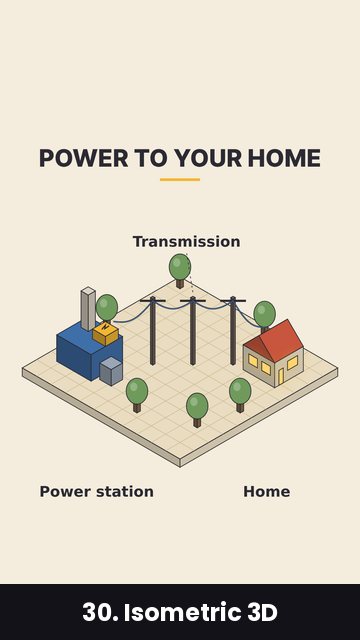 POWER TO YOUR HOME
Transmission
Power station
Home
30. Isometric 3D